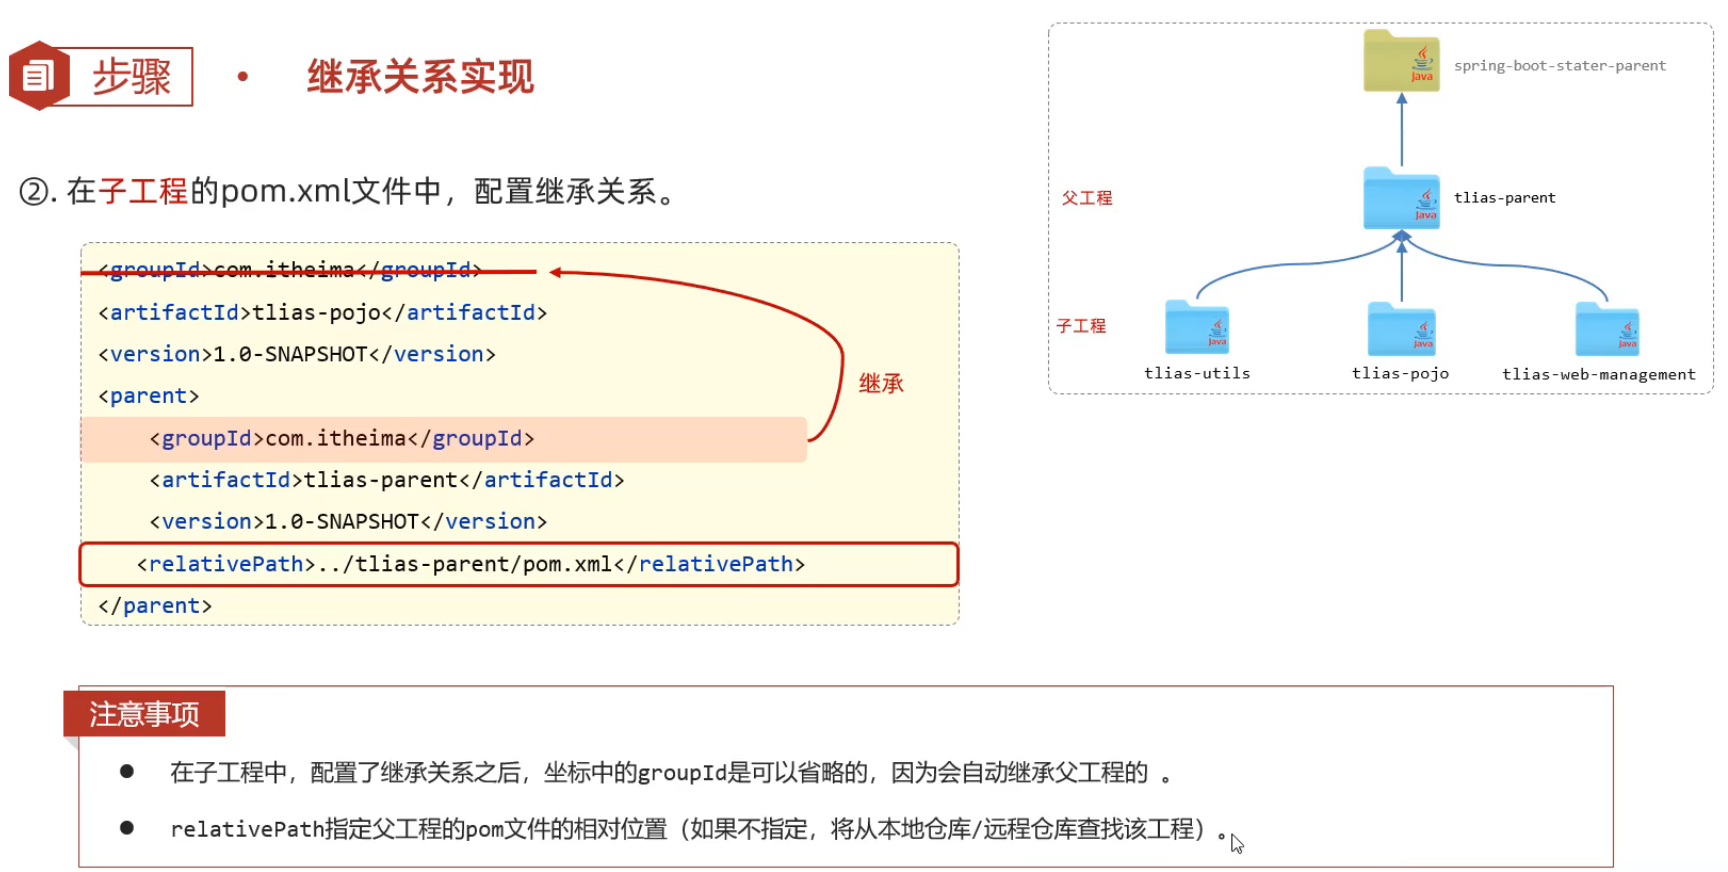 步骤 • 继承关系实现
②. 在子工程的pom.xml文件中，配置继承关系。
<groupId>com.itheima</groupId>
<artifactId>tlias-pojo</artifactId>
<version>1.0-SNAPSHOT</version>
<parent>
<groupId>com.itheima</groupId>
<artifactId>tlias-parent</artifactId>
<version>1.0-SNAPSHOT</version>
<relativePath>../tlias-parent/pom.xml</relativePath>
</parent>
继承
Java
spring-boot-stater-parent
父工程
Java
tlias-parent
子工程
Java
Java
Java
tlias-utils
tlias-pojo
tlias-web-management
注意事项
● 在子工程中，配置了继承关系之后，坐标中的groupId是可以省略的，因为会自动继承父工程的 。
● relativePath指定父工程的pom文件的相对位置（如果不指定，将从本地仓库/远程仓库查找该工程）。